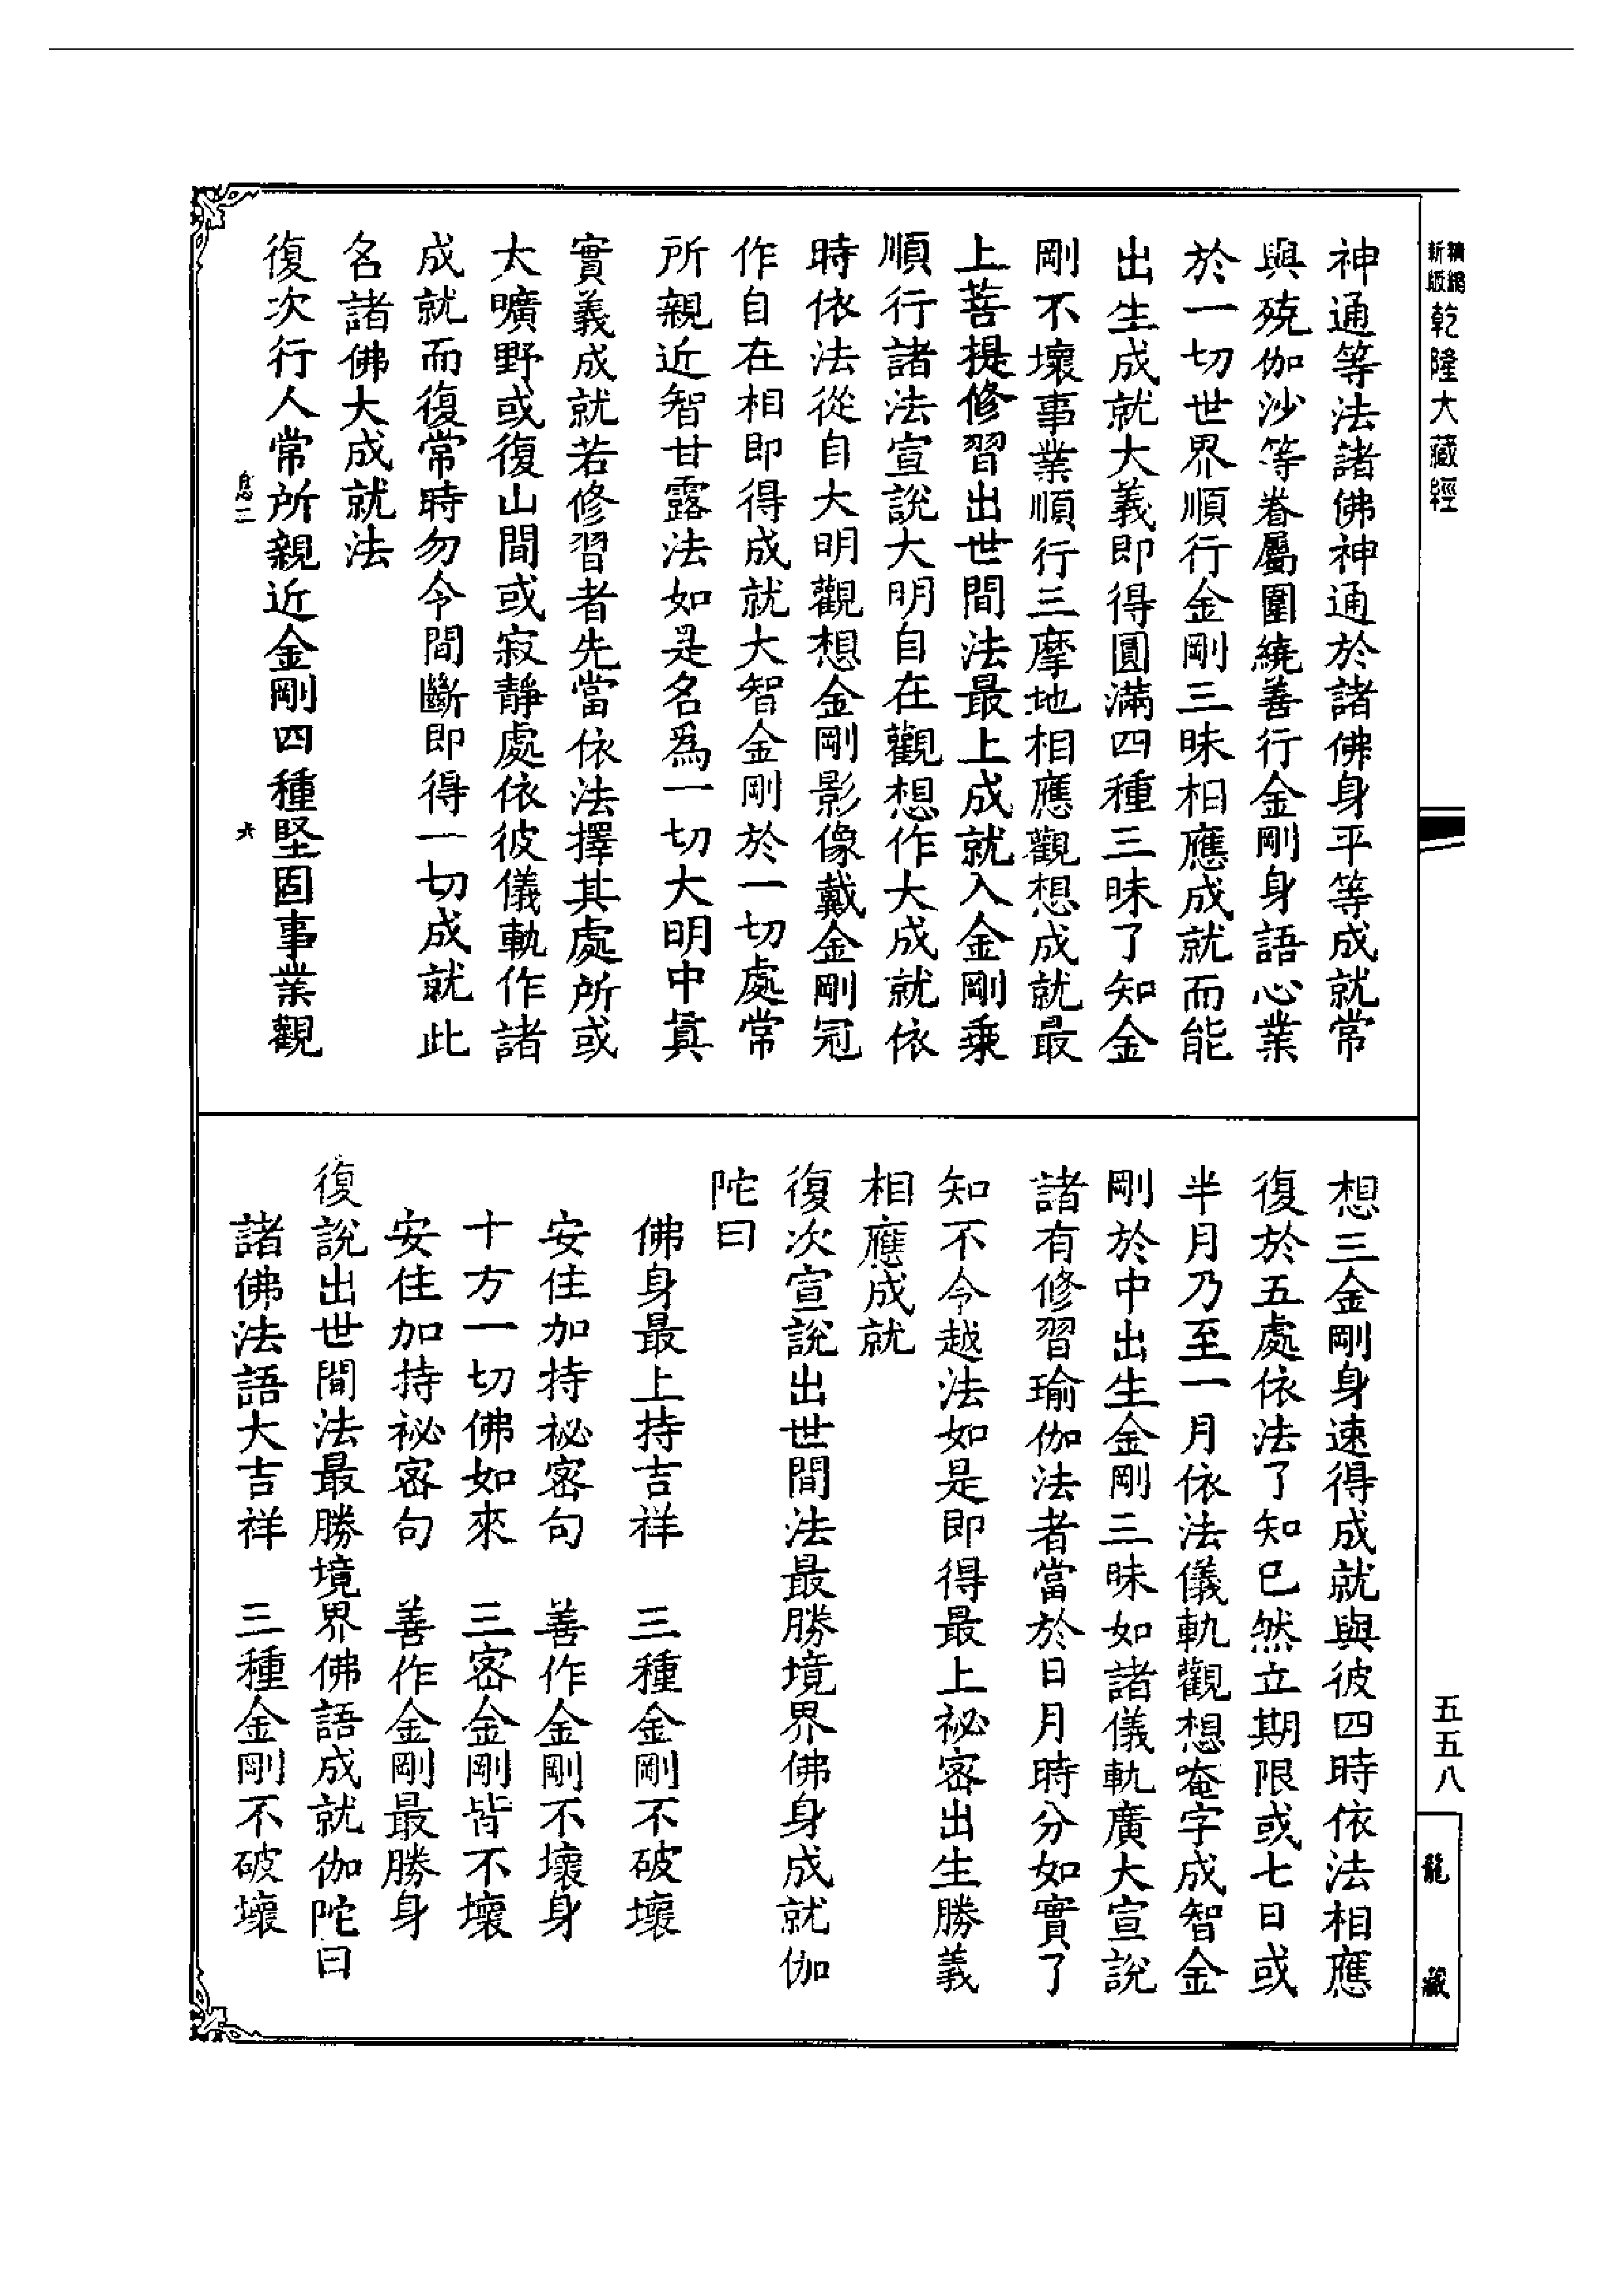 精編
新版
乾隆大藏經
神通等法諸佛神通於諸佛身平等成就常
與殑伽沙等眷屬圍繞善行金剛身語心業
於一切世界順行金剛三昧相應成就而能
出生成就大義即得圓滿四種三昧了知金
剛不壞事業順行三摩地相應觀想成就最
上菩提修習出世間法最上成就入金剛乘
順行諸法宣說大明自在觀想作大成就依
時依法從自大明觀想金剛影像戴金剛冠
作自在相即得成就大智金剛於一切處常
所親近智甘露法如是名為一切大明中真
實義成就若修習者先當依法擇其處所或
大曠野或復山間或寂靜處依彼儀軌作諸
成就而復常時勿令間斷即得一切成就此
名諸佛大成就法
復次行人常所親近金剛四種堅固事業觀
六
想三金剛身速得成就與彼四時依法相應
復於五處依法了知已然立期限或七日或
半月乃至一月依法儀軌觀想唵字成智金
剛於中出生金剛三昧如諸儀軌廣大宣說
諸有修習瑜伽法者當於日月時分如實了
知不令越法如是即得最上祕密出生勝義
相應成就
復次宣說出世間法最勝境界佛身成就伽
陀曰
佛身最上持吉祥　三種金剛不破壞
安住加持祕密句　善作金剛不壞身
十方一切佛如來　三密金剛皆不壞
安住加持祕密句　善作金剛最勝身
復說出世間法最勝境界佛語成就伽陀曰
諸佛法語大吉祥　三種金剛不破壞
五五八
龍藏